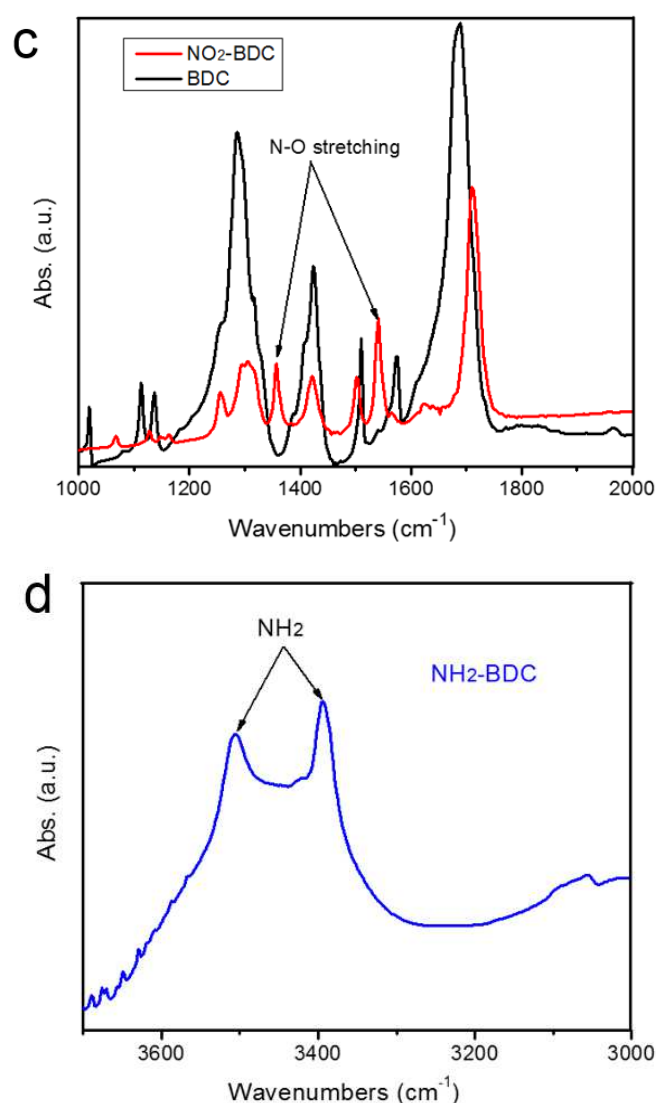 c
NO₂-BDC
BDC
N-O stretching
Abs. (a.u.)
1000 1200 1400 1600 1800 2000
Wavenumbers (cm⁻¹)
d
NH₂
NH₂-BDC
Abs. (a.u.)
3600 3400 3200 3000
Wavenumbers (cm⁻¹)